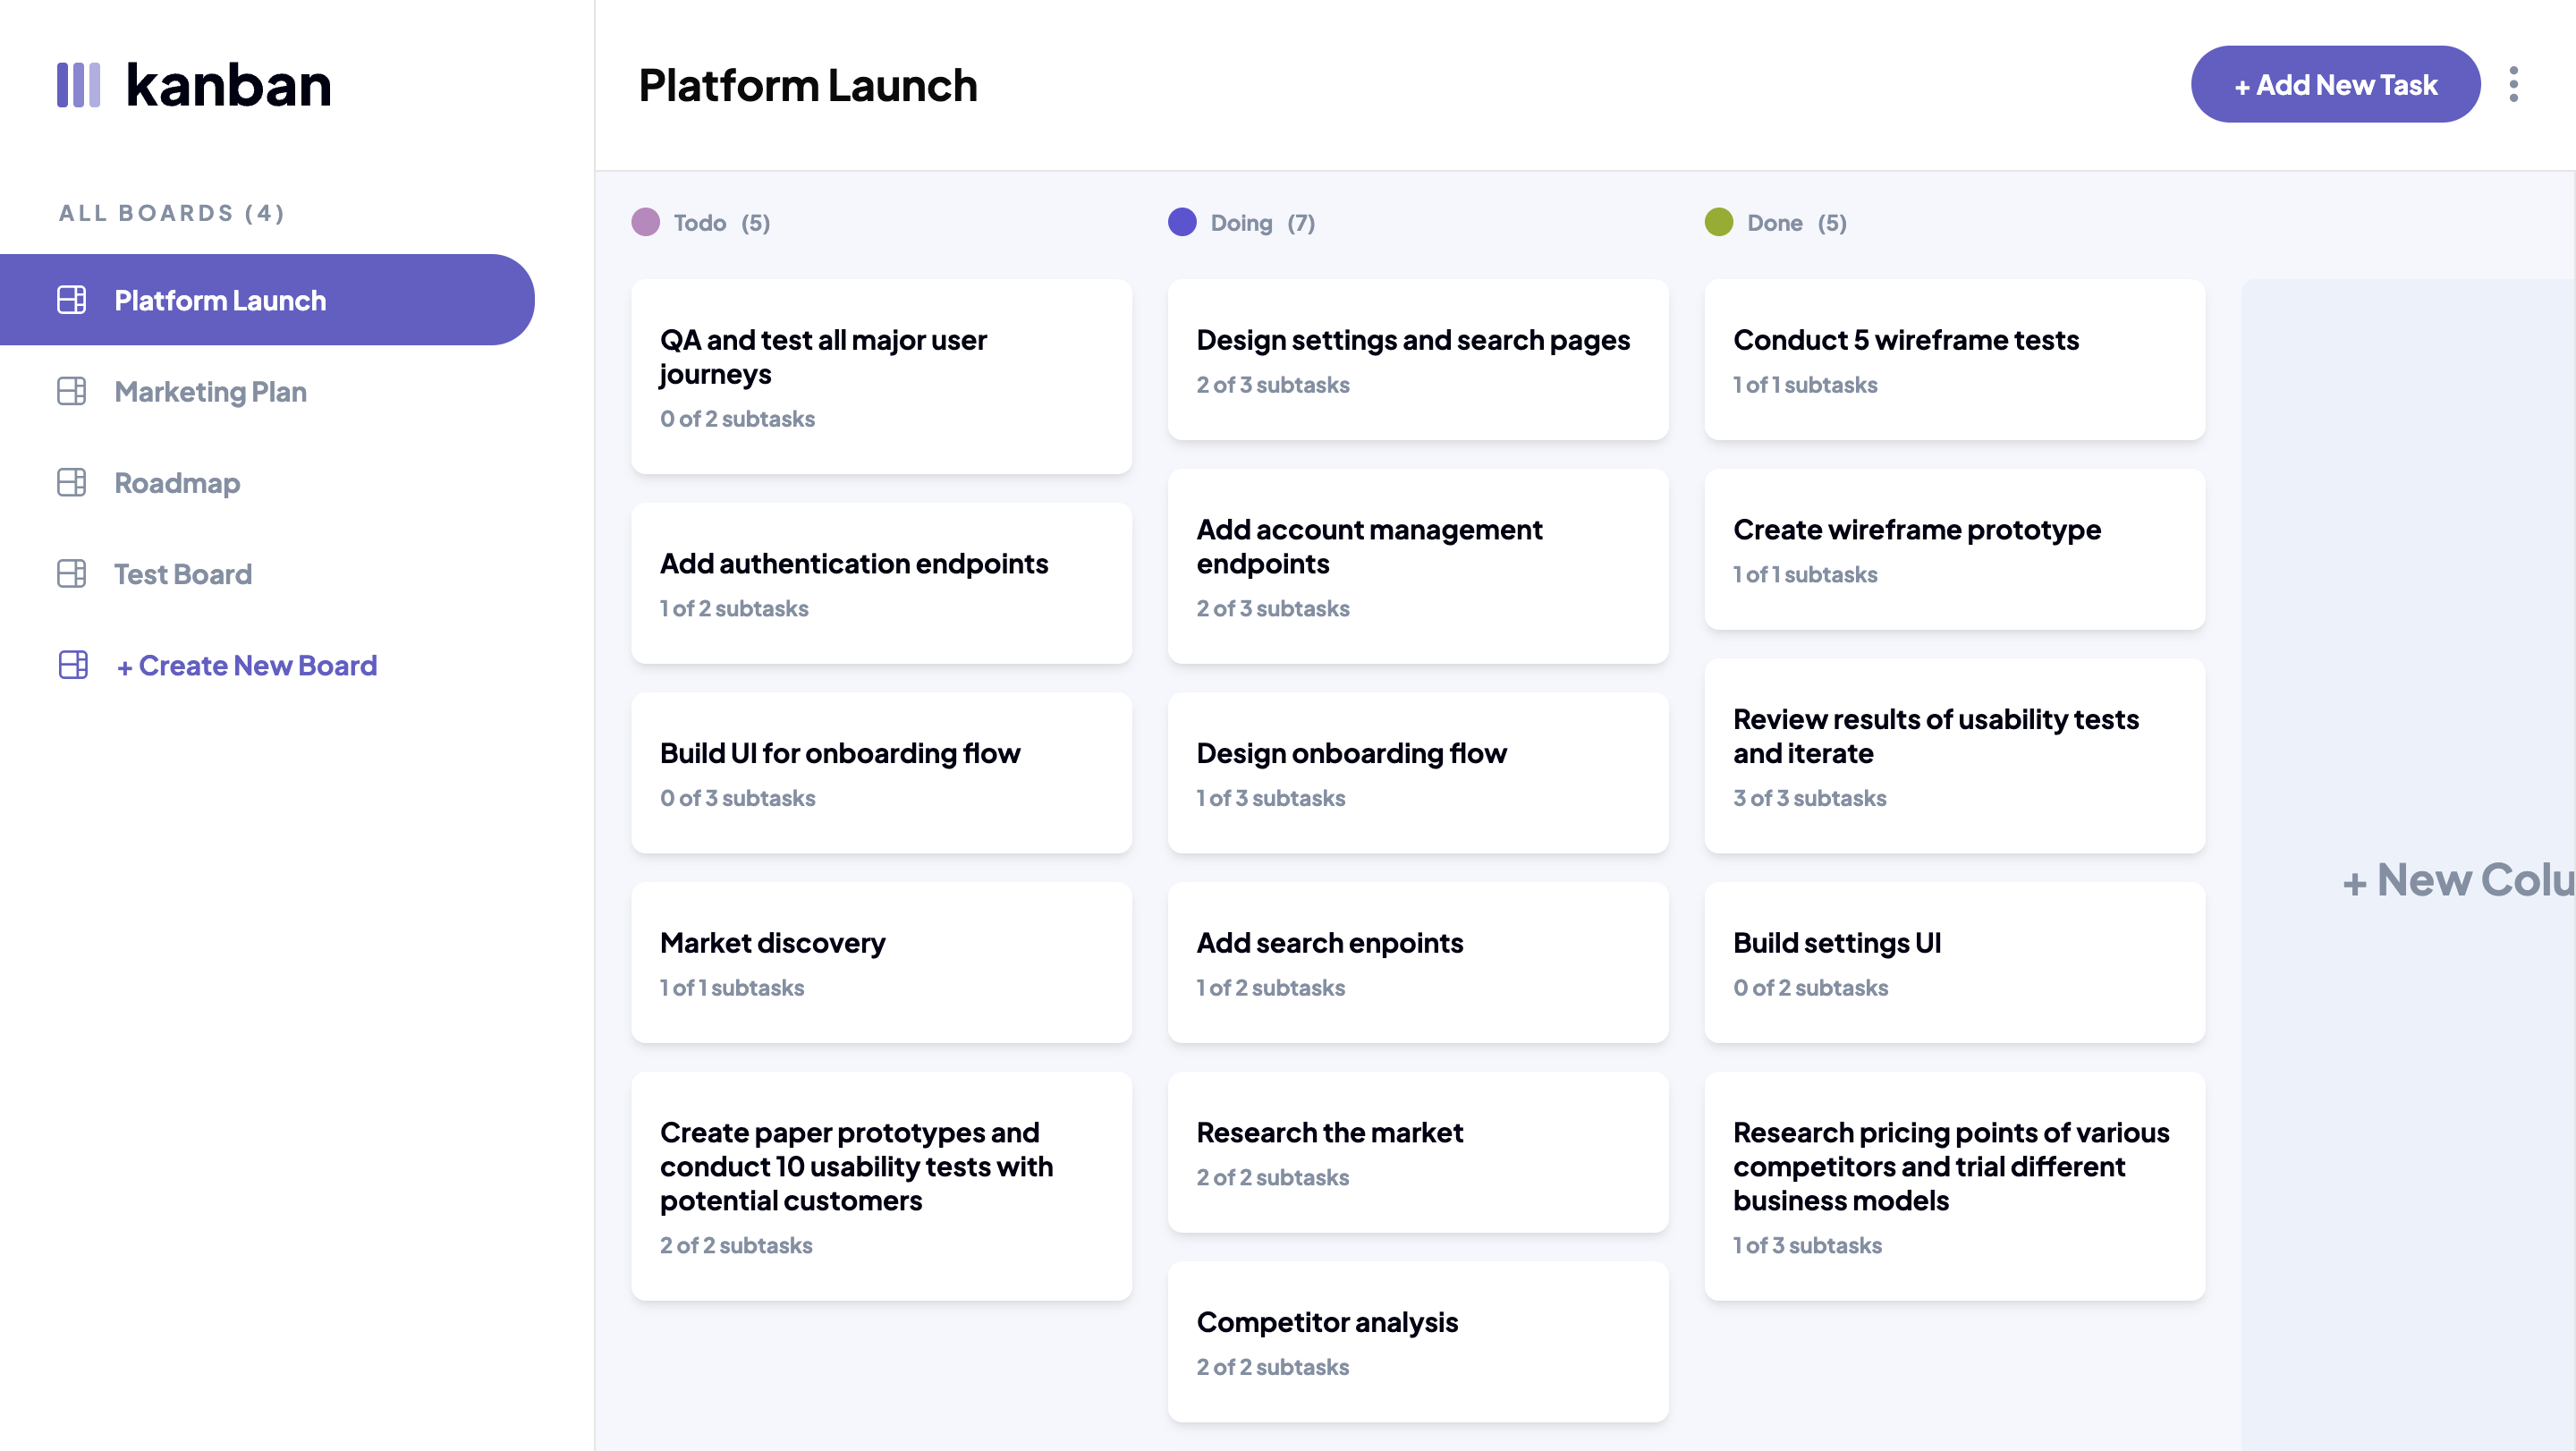 kanban
ALL BOARDS (4)
Platform Launch
Marketing Plan
Roadmap
Test Board
+ Create New Board
Platform Launch
+ Add New Task
Todo (5)
QA and test all major user
journeys
0 of 2 subtasks
Add authentication endpoints
1 of 2 subtasks
Build UI for onboarding flow
0 of 3 subtasks
Market discovery
1 of 1 subtasks
Create paper prototypes and
conduct 10 usability tests with
potential customers
2 of 2 subtasks
Doing (7)
Design settings and search pages
2 of 3 subtasks
Add account management
endpoints
2 of 3 subtasks
Design onboarding flow
1 of 3 subtasks
Add search enpoints
1 of 2 subtasks
Research the market
2 of 2 subtasks
Competitor analysis
2 of 2 subtasks
Done (5)
Conduct 5 wireframe tests
1 of 1 subtasks
Create wireframe prototype
1 of 1 subtasks
Review results of usability tests
and iterate
3 of 3 subtasks
Build settings UI
0 of 2 subtasks
Research pricing points of various
competitors and trial different
business models
1 of 3 subtasks
+ New Colu